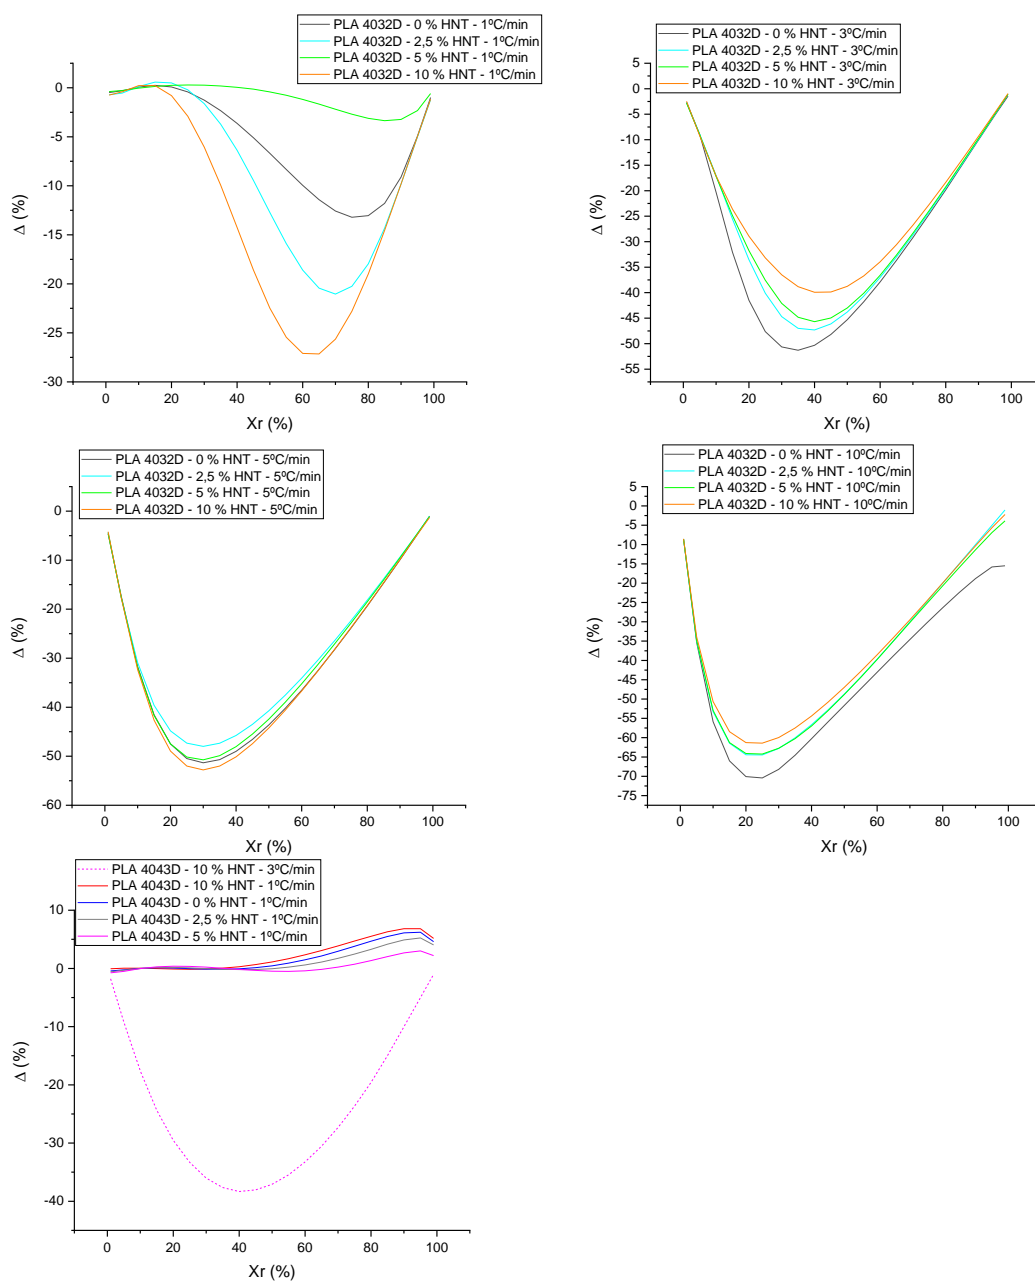 PLA 4032D - 0 % HNT - 1ºC/min
PLA 4032D - 2,5 % HNT - 1ºC/min
PLA 4032D - 5 % HNT - 1ºC/min
PLA 4032D - 10 % HNT - 1ºC/min
0
-5
-10
-15
-20
-25
-30
Δ (%)
0 20 40 60 80 100
Xr (%)
PLA 4032D - 0 % HNT - 3ºC/min
PLA 4032D - 2,5 % HNT - 3ºC/min
PLA 4032D - 5 % HNT - 3ºC/min
PLA 4032D - 10 % HNT - 3ºC/min
5
0
-5
-10
-15
-20
-25
-30
-35
-40
-45
-50
-55
Δ (%)
0 20 40 60 80 100
Xr (%)
PLA 4032D - 0 % HNT - 5ºC/min
PLA 4032D - 2,5 % HNT - 5ºC/min
PLA 4032D - 5 % HNT - 5ºC/min
PLA 4032D - 10 % HNT - 5ºC/min
0
-10
-20
-30
-40
-50
-60
Δ (%)
0 20 40 60 80 100
Xr (%)
PLA 4032D - 0 % HNT - 10ºC/min
PLA 4032D - 2,5 % HNT - 10ºC/min
PLA 4032D - 5 % HNT - 10ºC/min
PLA 4032D - 10 % HNT - 10ºC/min
5
0
-5
-10
-15
-20
-25
-30
-35
-40
-45
-50
-55
-60
-65
-70
-75
Δ (%)
0 20 40 60 80 100
Xr (%)
PLA 4043D - 10 % HNT - 3ºC/min
PLA 4043D - 10 % HNT - 1ºC/min
PLA 4043D - 0 % HNT - 1ºC/min
PLA 4043D - 2,5 % HNT - 1ºC/min
PLA 4043D - 5 % HNT - 1ºC/min
10
0
-10
-20
-30
-40
Δ (%)
0 20 40 60 80 100
Xr (%)